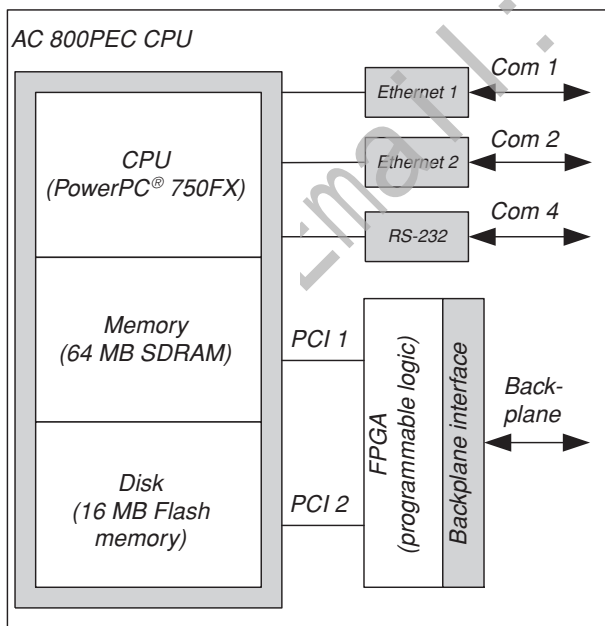 AC 800PEC CPU
CPU
(PowerPC® 750FX)
Memory
(64 MB SDRAM)
Disk
(16 MB Flash
memory)
Ethernet 1
Com 1
Ethernet 2
Com 2
RS-232
Com 4
PCI 1
PCI 2
FPGA
(programmable logic)
Backplane interface
Back-
plane
email: